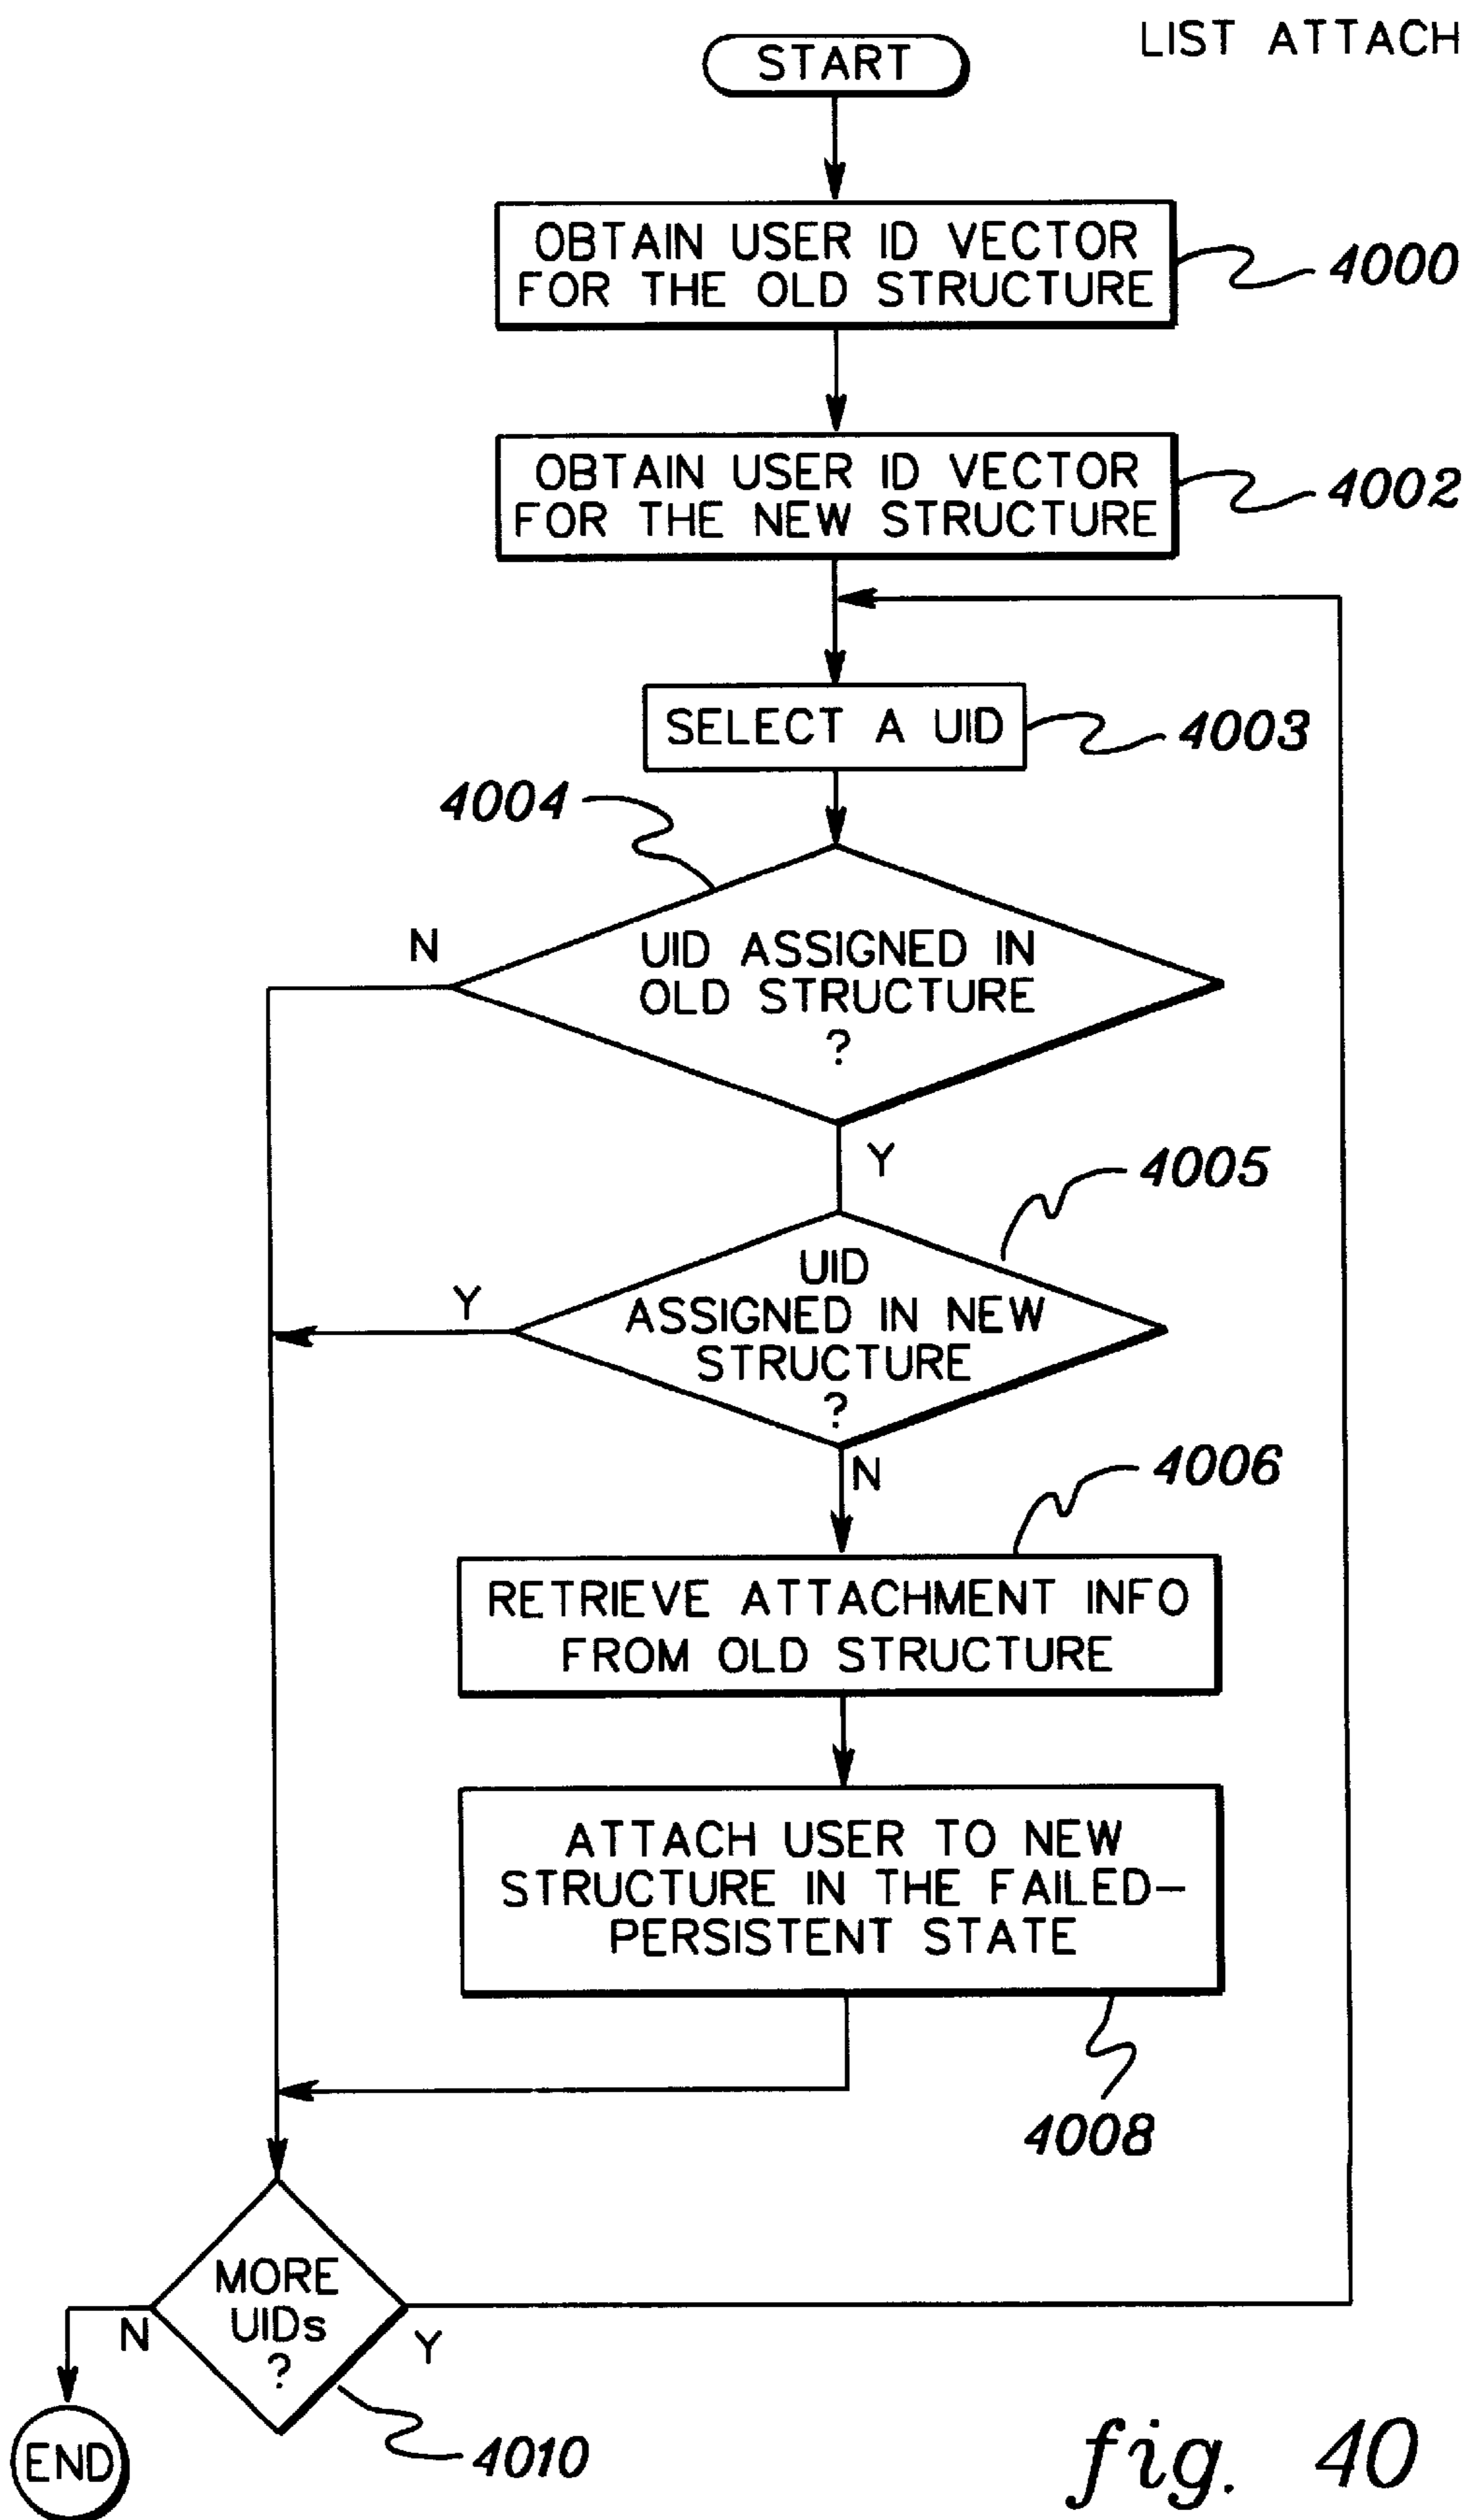 LIST ATTACH
START
OBTAIN USER ID VECTOR
FOR THE OLD STRUCTURE
4000
OBTAIN USER ID VECTOR
FOR THE NEW STRUCTURE
4002
SELECT A UID
4003
4004
N
UID ASSIGNED IN
OLD STRUCTURE
?
Y
4005
UID
ASSIGNED IN NEW
STRUCTURE
?
Y
N
4006
RETRIEVE ATTACHMENT INFO
FROM OLD STRUCTURE
ATTACH USER TO NEW
STRUCTURE IN THE FAILED-
PERSISTENT STATE
4008
MORE
UIDs
?
N
Y
4010
END
fig. 40